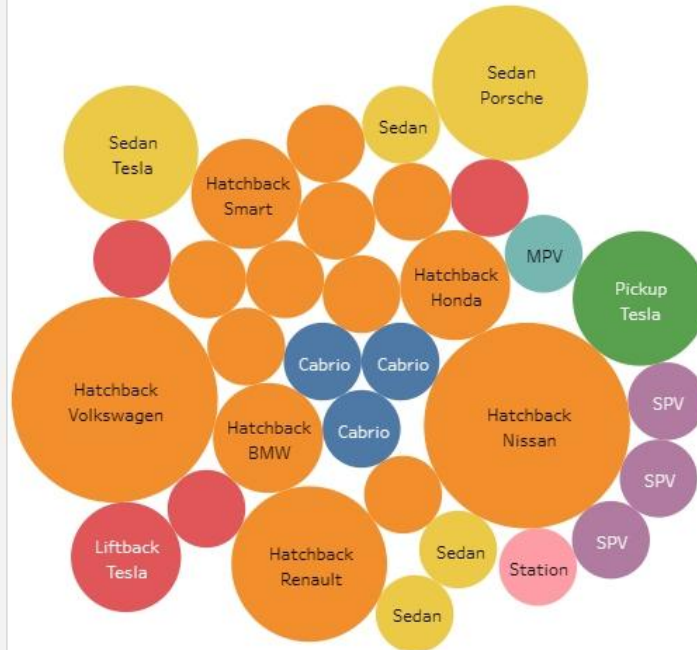 Sedan
Porsche
Sedan
Sedan
Tesla
Hatchback
Smart
MPV
Hatchback
Honda
Pickup
Tesla
Cabrio
Cabrio
Hatchback
Volkswagen
SPV
Hatchback
Nissan
Hatchback
BMW
Cabrio
SPV
SPV
Sedan
Liftback
Tesla
Hatchback
Renault
Station
Sedan